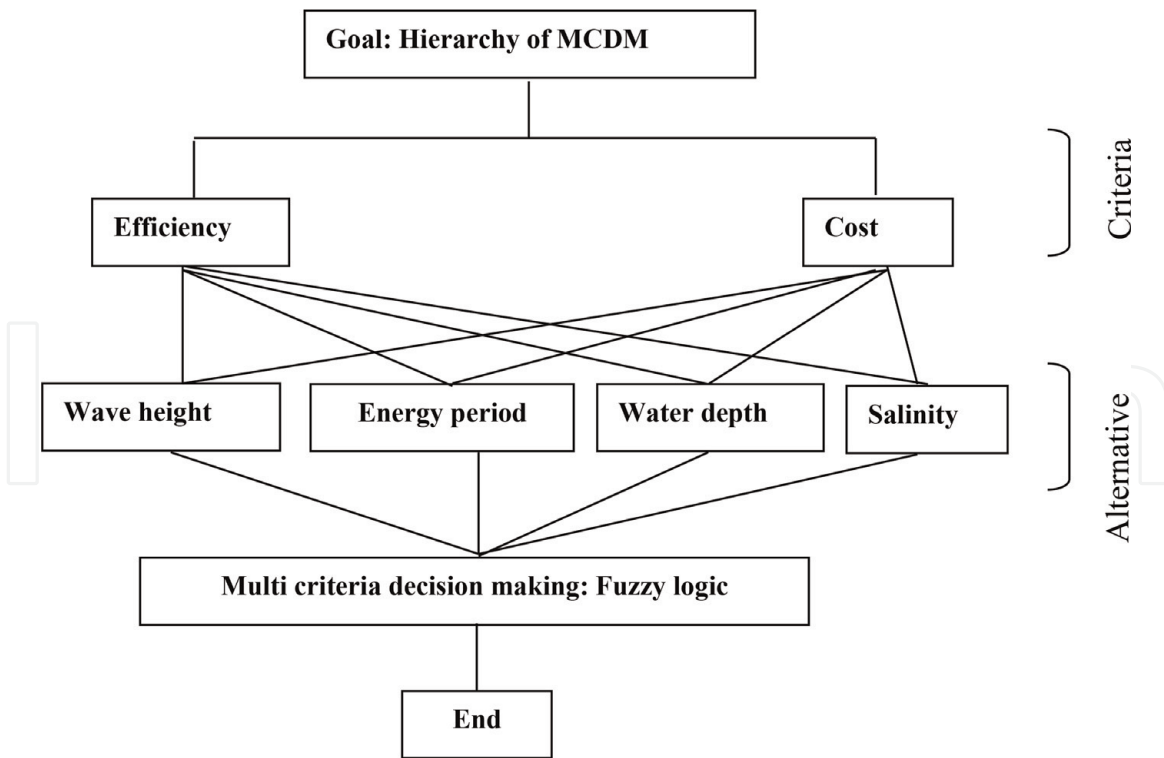 Goal: Hierarchy of MCDM
Criteria
Efficiency
Cost
Wave height
Energy period
Water depth
Salinity
Alternative
Multi criteria decision making: Fuzzy logic
End